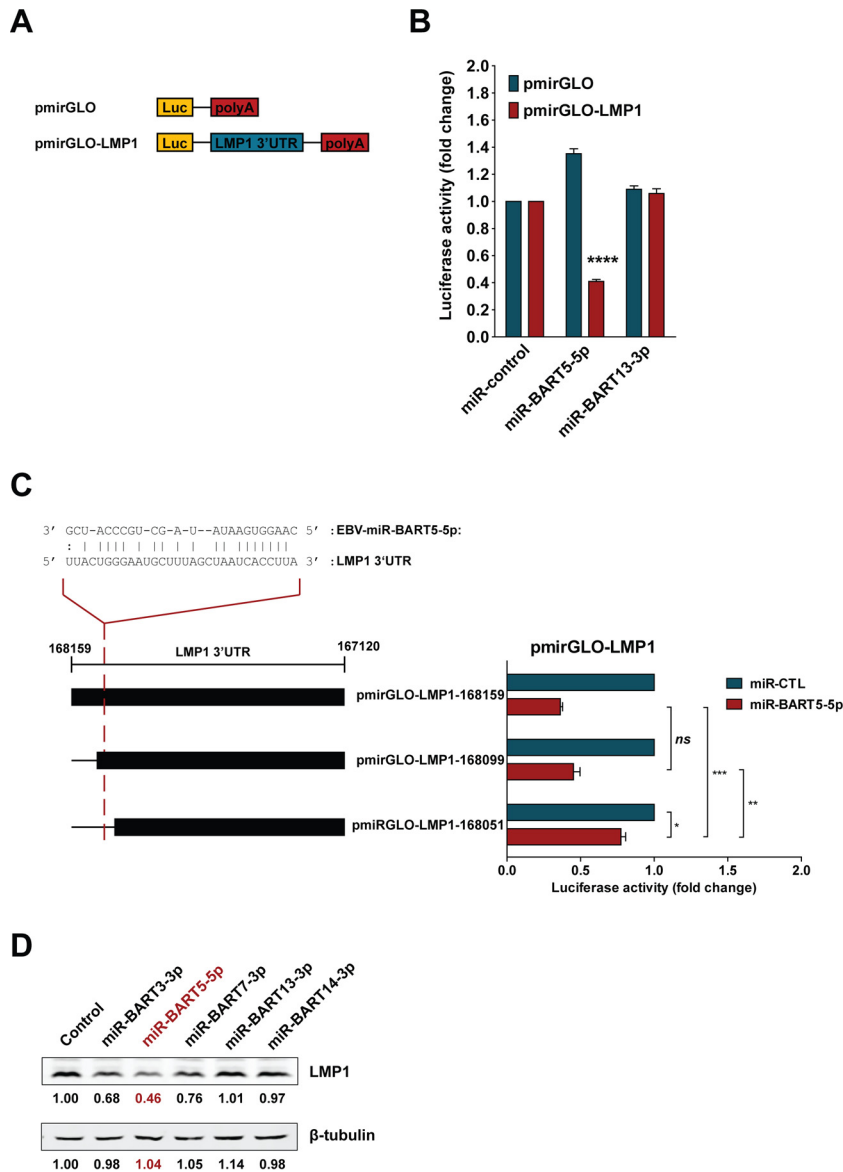 A
pmirGLO
Luc
polyA
pmirGLO-LMP1
Luc
LMP1 3'UTR
polyA
B
Luciferase activity (fold change)
2.0
1.8
1.6
1.4
1.2
1.0
0.8
0.6
0.4
0.2
0.0
pmirGLO
pmirGLO-LMP1
****
miR-control
miR-BART5-5p
miR-BART13-3p
C
3’ GCU-ACCCGU-CG-A-U--AUAAGUGGAAC 5’ :EBV-miR-BART5-5p:
5’ UUACUGGGAAUGCUUUAGCUAAUCACCUUA 3’ :LMP1 3‘UTR
168159
LMP1 3’UTR
167120
pmirGLO-LMP1-168159
pmirGLO-LMP1-168099
pmiRGLO-LMP1-168051
pmirGLO-LMP1
miR-CTL
miR-BART5-5p
ns
***
**
*
0.0
0.5
1.0
1.5
2.0
Luciferase activity (fold change)
D
Control
miR-BART3-3p
miR-BART5-5p
miR-BART7-3p
miR-BART13-3p
miR-BART14-3p
LMP1
1.00 0.68 0.46 0.76 1.01 0.97
β-tubulin
1.00 0.98 1.04 1.05 1.14 0.98